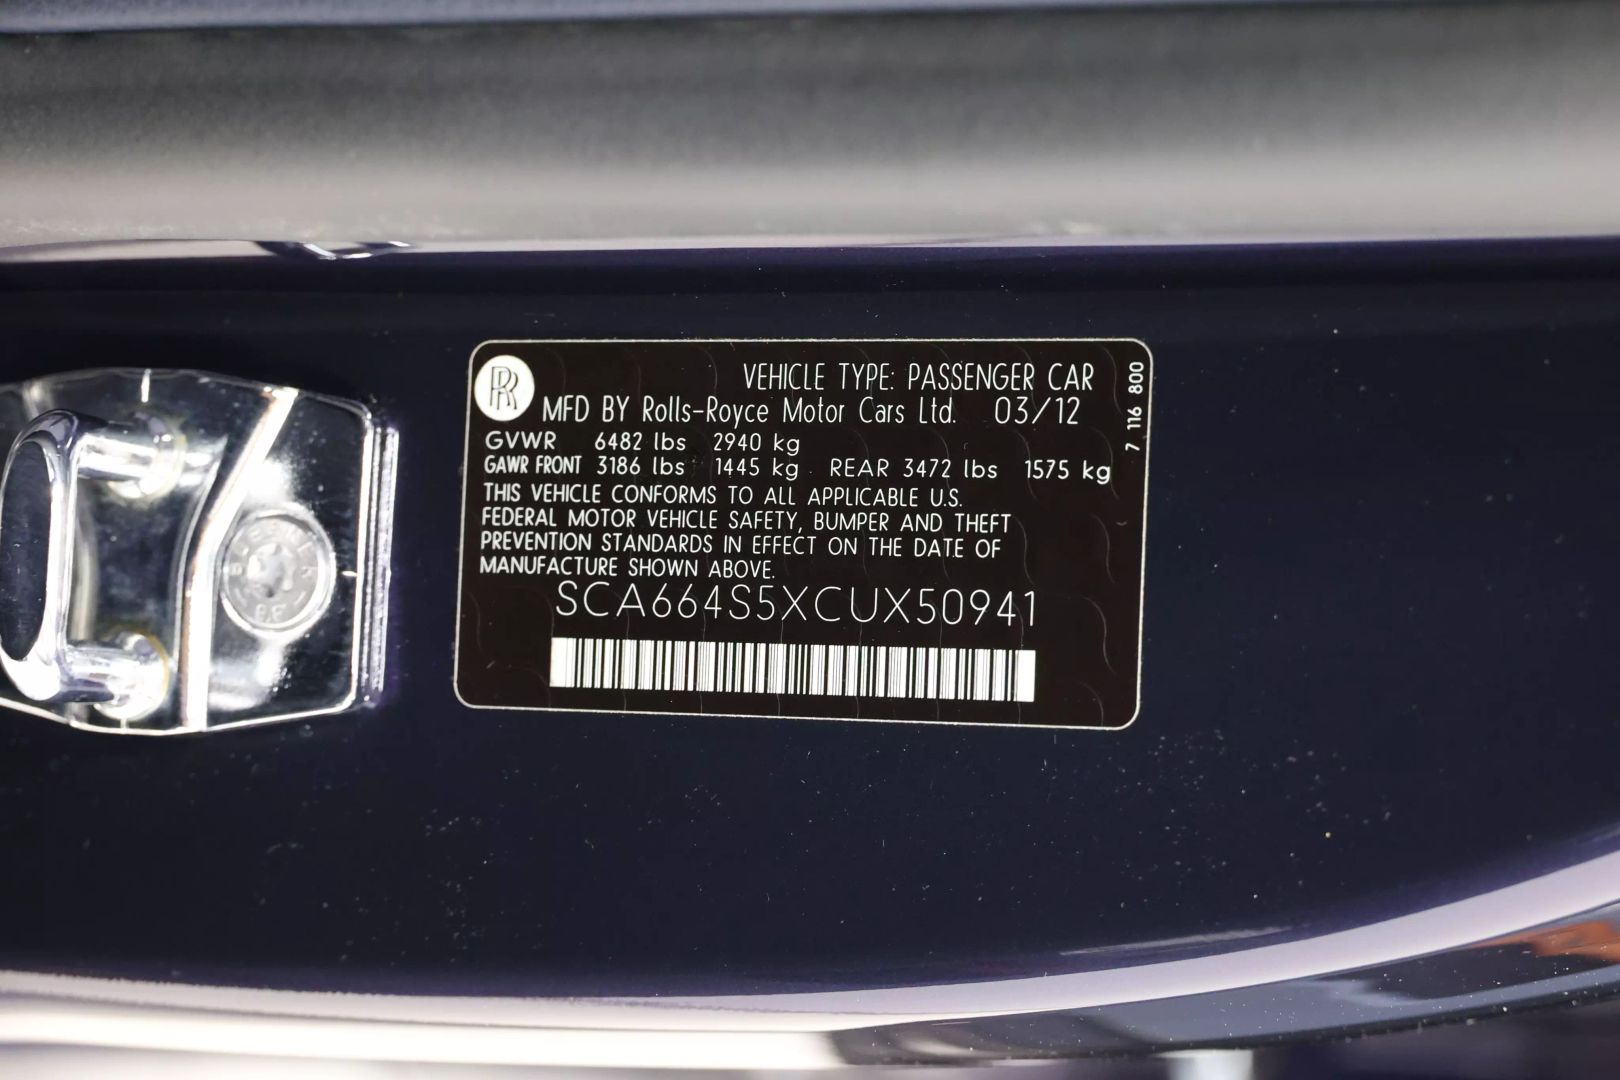 RR
VEHICLE TYPE: PASSENGER CAR
MFD BY Rolls-Royce Motor Cars Ltd. 03/12
GVWR 6482 lbs 2940 kg
GAWR FRONT 3186 lbs 1445 kg REAR 3472 lbs 1575 kg
THIS VEHICLE CONFORMS TO ALL APPLICABLE U.S.
FEDERAL MOTOR VEHICLE SAFETY, BUMPER AND THEFT
PREVENTION STANDARDS IN EFFECT ON THE DATE OF
MANUFACTURE SHOWN ABOVE.
SCA664S5XCUX50941
7 116 800